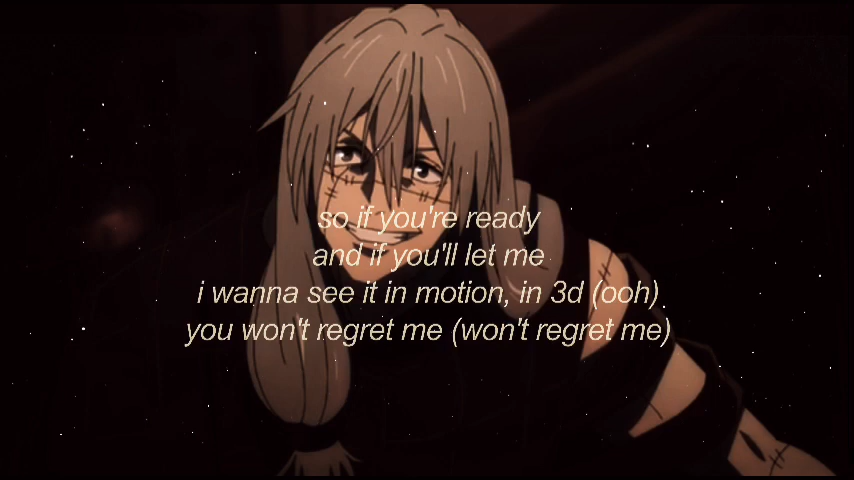 so if you're ready
and if you'll let me
i wanna see it in motion, in 3d (ooh)
you won't regret me (won't regret me)